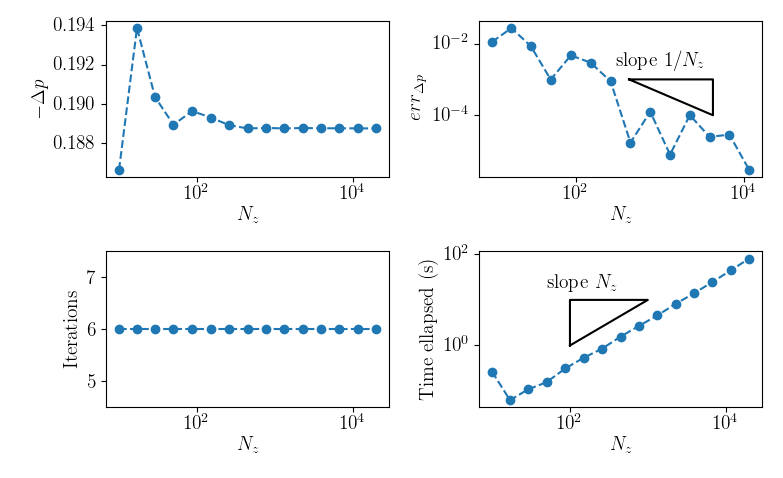 0.194
0.192
0.190
0.188
−Δp
10²
10⁴
N_z
10⁻²
10⁻⁴
err_Δp
slope 1/N_z
10²
10⁴
N_z
7
6
5
Iterations
10²
10⁴
N_z
10²
10⁰
Time ellapsed (s)
slope N_z
10²
10⁴
N_z